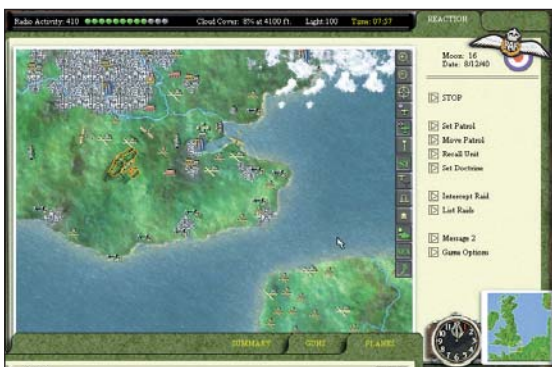 Radio Activity: 410
Cloud Cover: 8% at 4100 ft.
Light:100
Time: 07:57
REACTION
Moon: 16
Date: 8/12/40
STOP
Set Patrol
Move Patrol
Recall Unit
Set Doctrine
Intercept Raid
List Raids
Message 2
Game Options
SUMMARY
GUNS
PLANES